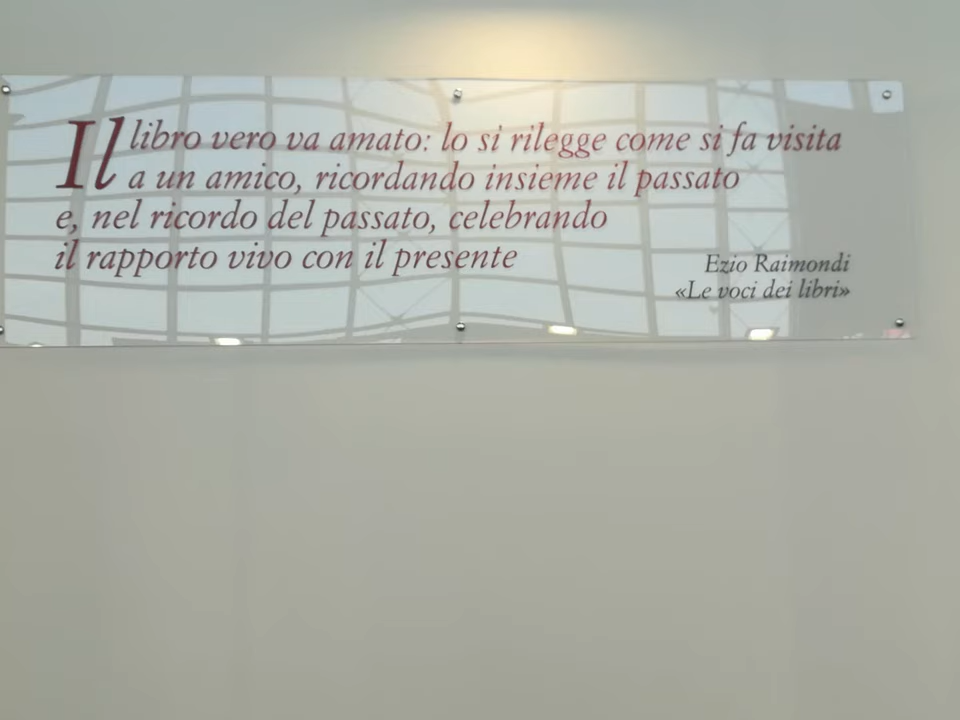 Il libro vero va amato: lo si rilegge come si fa visita
a un amico, ricordando insieme il passato
e, nel ricordo del passato, celebrando
il rapporto vivo con il presente
Ezio Raimondi
«Le voci dei libri»